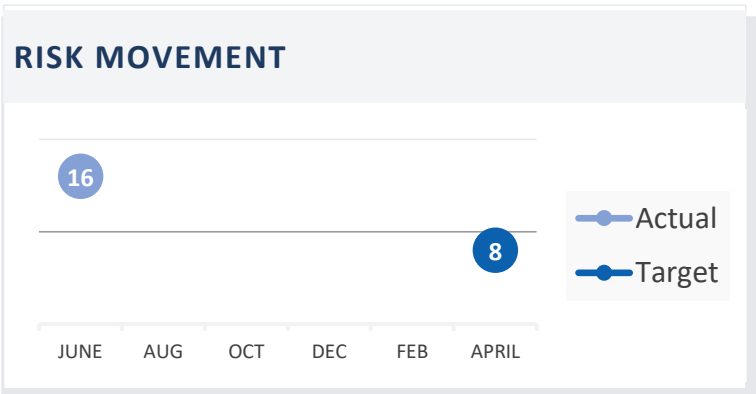 RISK MOVEMENT
16
8
Actual
Target
JUNE AUG OCT DEC FEB APRIL